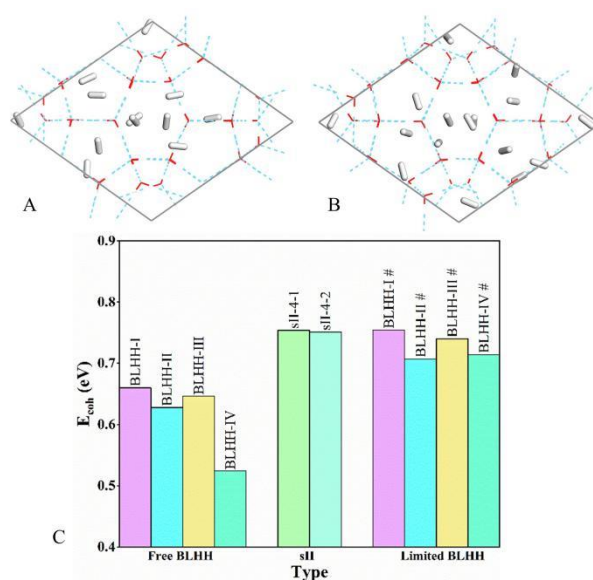 A
B
0.9
0.8
0.7
0.6
0.5
0.4
E_coh (eV)
BLHH-I
BLHH-II
BLHH-III
BLHH-IV
sII-4-1
sII-4-2
BLHH-I #
BLHH-II #
BLHH-III #
BLHH-IV #
C
Free BLHH
sII
Limited BLHH
Type